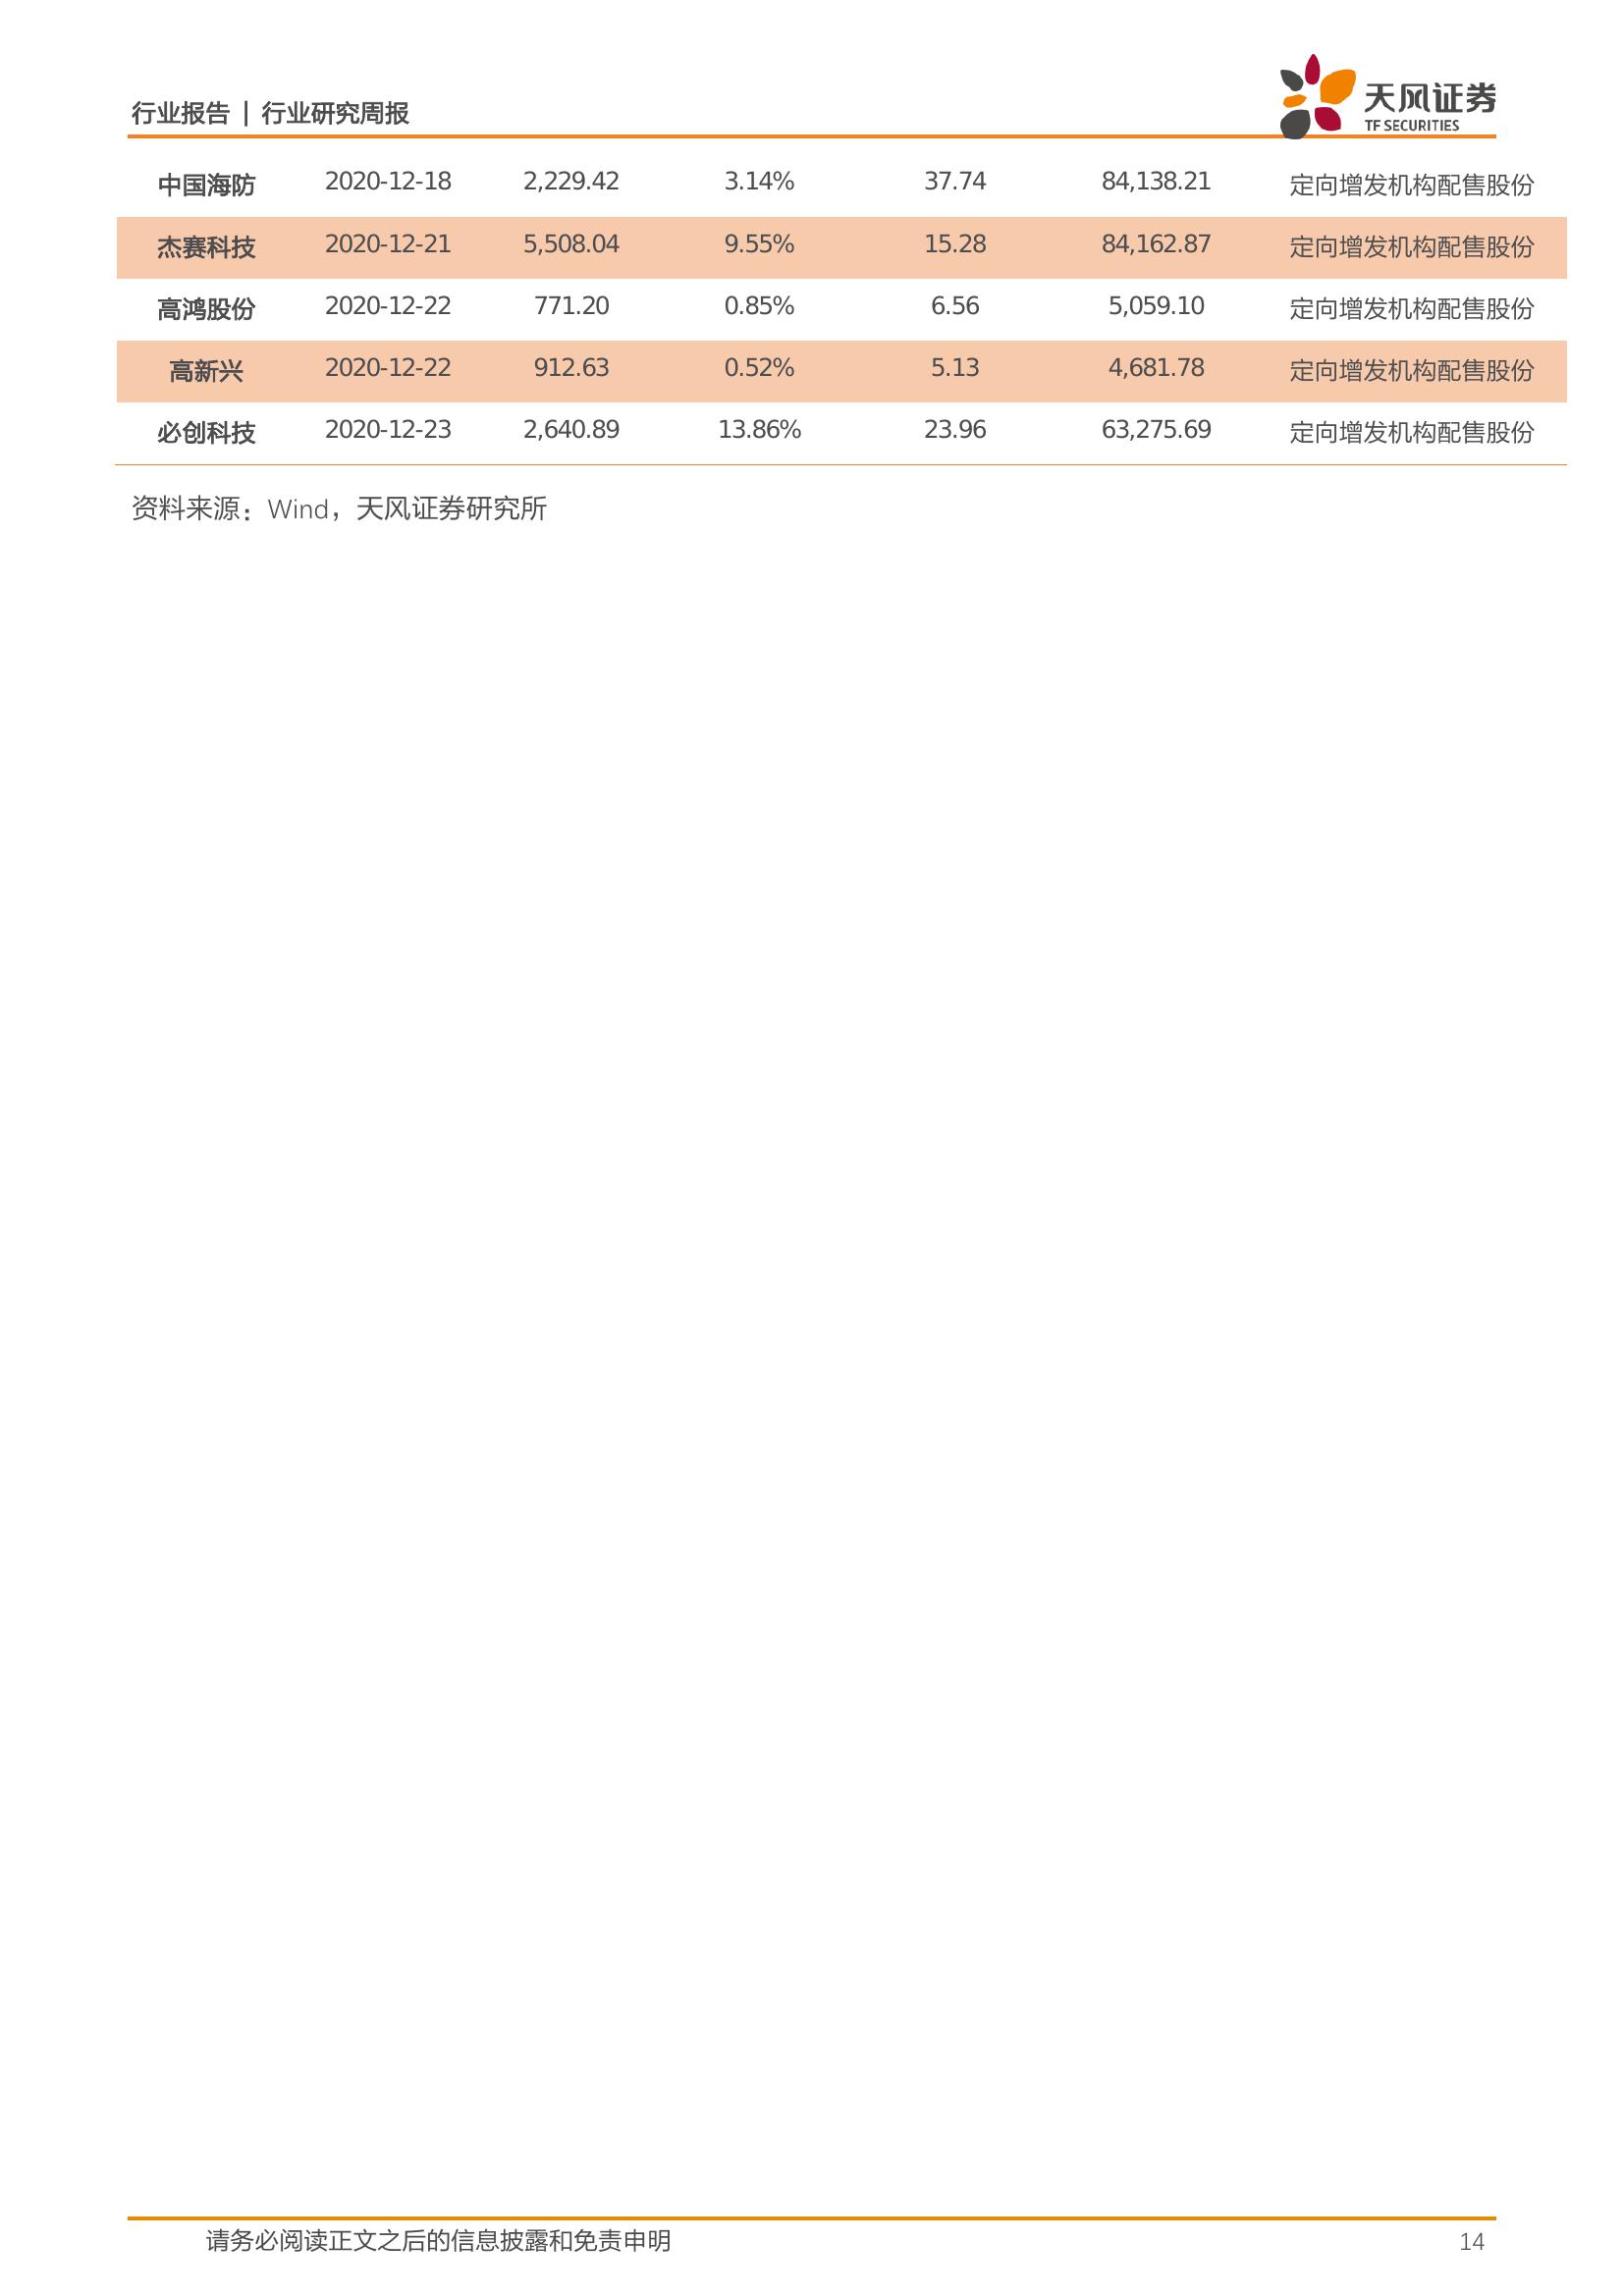 行业报告 | 行业研究周报
天风证券
TF SECURITIES
中国海防 2020-12-18 2,229.42 3.14% 37.74 84,138.21 定向增发机构配售股份
杰赛科技 2020-12-21 5,508.04 9.55% 15.28 84,162.87 定向增发机构配售股份
高鸿股份 2020-12-22 771.20 0.85% 6.56 5,059.10 定向增发机构配售股份
高新兴 2020-12-22 912.63 0.52% 5.13 4,681.78 定向增发机构配售股份
必创科技 2020-12-23 2,640.89 13.86% 23.96 63,275.69 定向增发机构配售股份
资料来源：Wind，天风证券研究所
请务必阅读正文之后的信息披露和免责申明 14